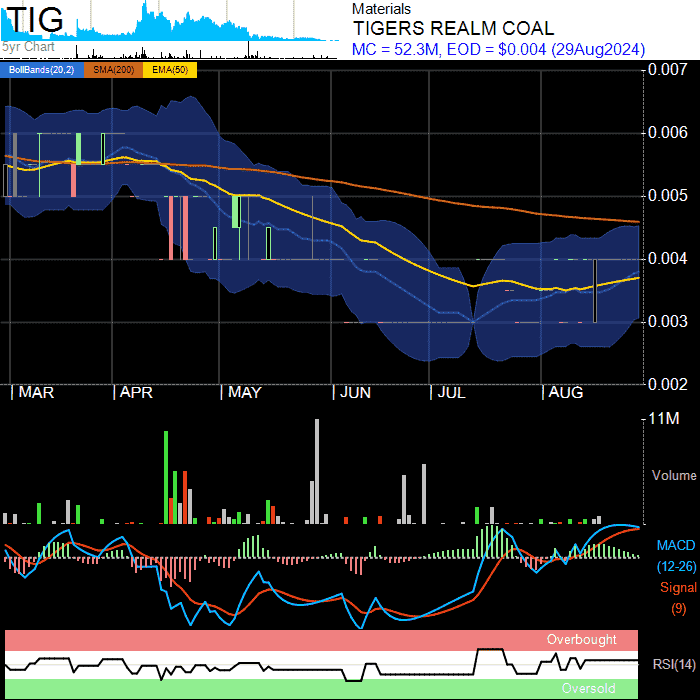 TIG
5yr Chart
Materials
TIGERS REALM COAL
MC = 52.3M, EOD = $0.004 (29Aug2024)
BollBands(20,2) SMA(200) EMA(50)
0.007
0.006
0.005
0.004
0.003
0.002
MAR APR MAY JUN JUL AUG
11M
Volume
MACD
(12-26)
Signal
(9)
Overbought
RSI(14)
Oversold